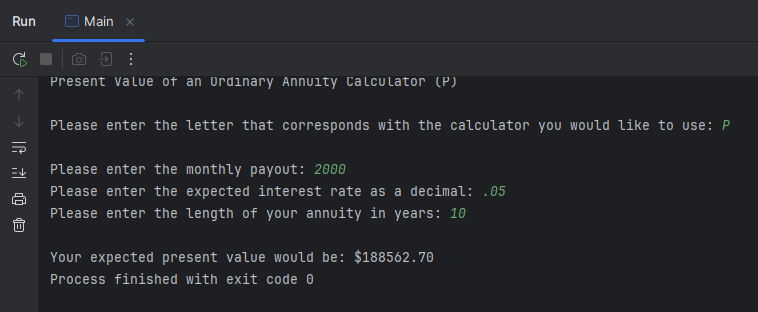 Run Main
Present Value of an Ordinary Annuity Calculator (P)
Please enter the letter that corresponds with the calculator you would like to use: P
Please enter the monthly payout: 2000
Please enter the expected interest rate as a decimal: .05
Please enter the length of your annuity in years: 10
Your expected present value would be: $188562.70
Process finished with exit code 0